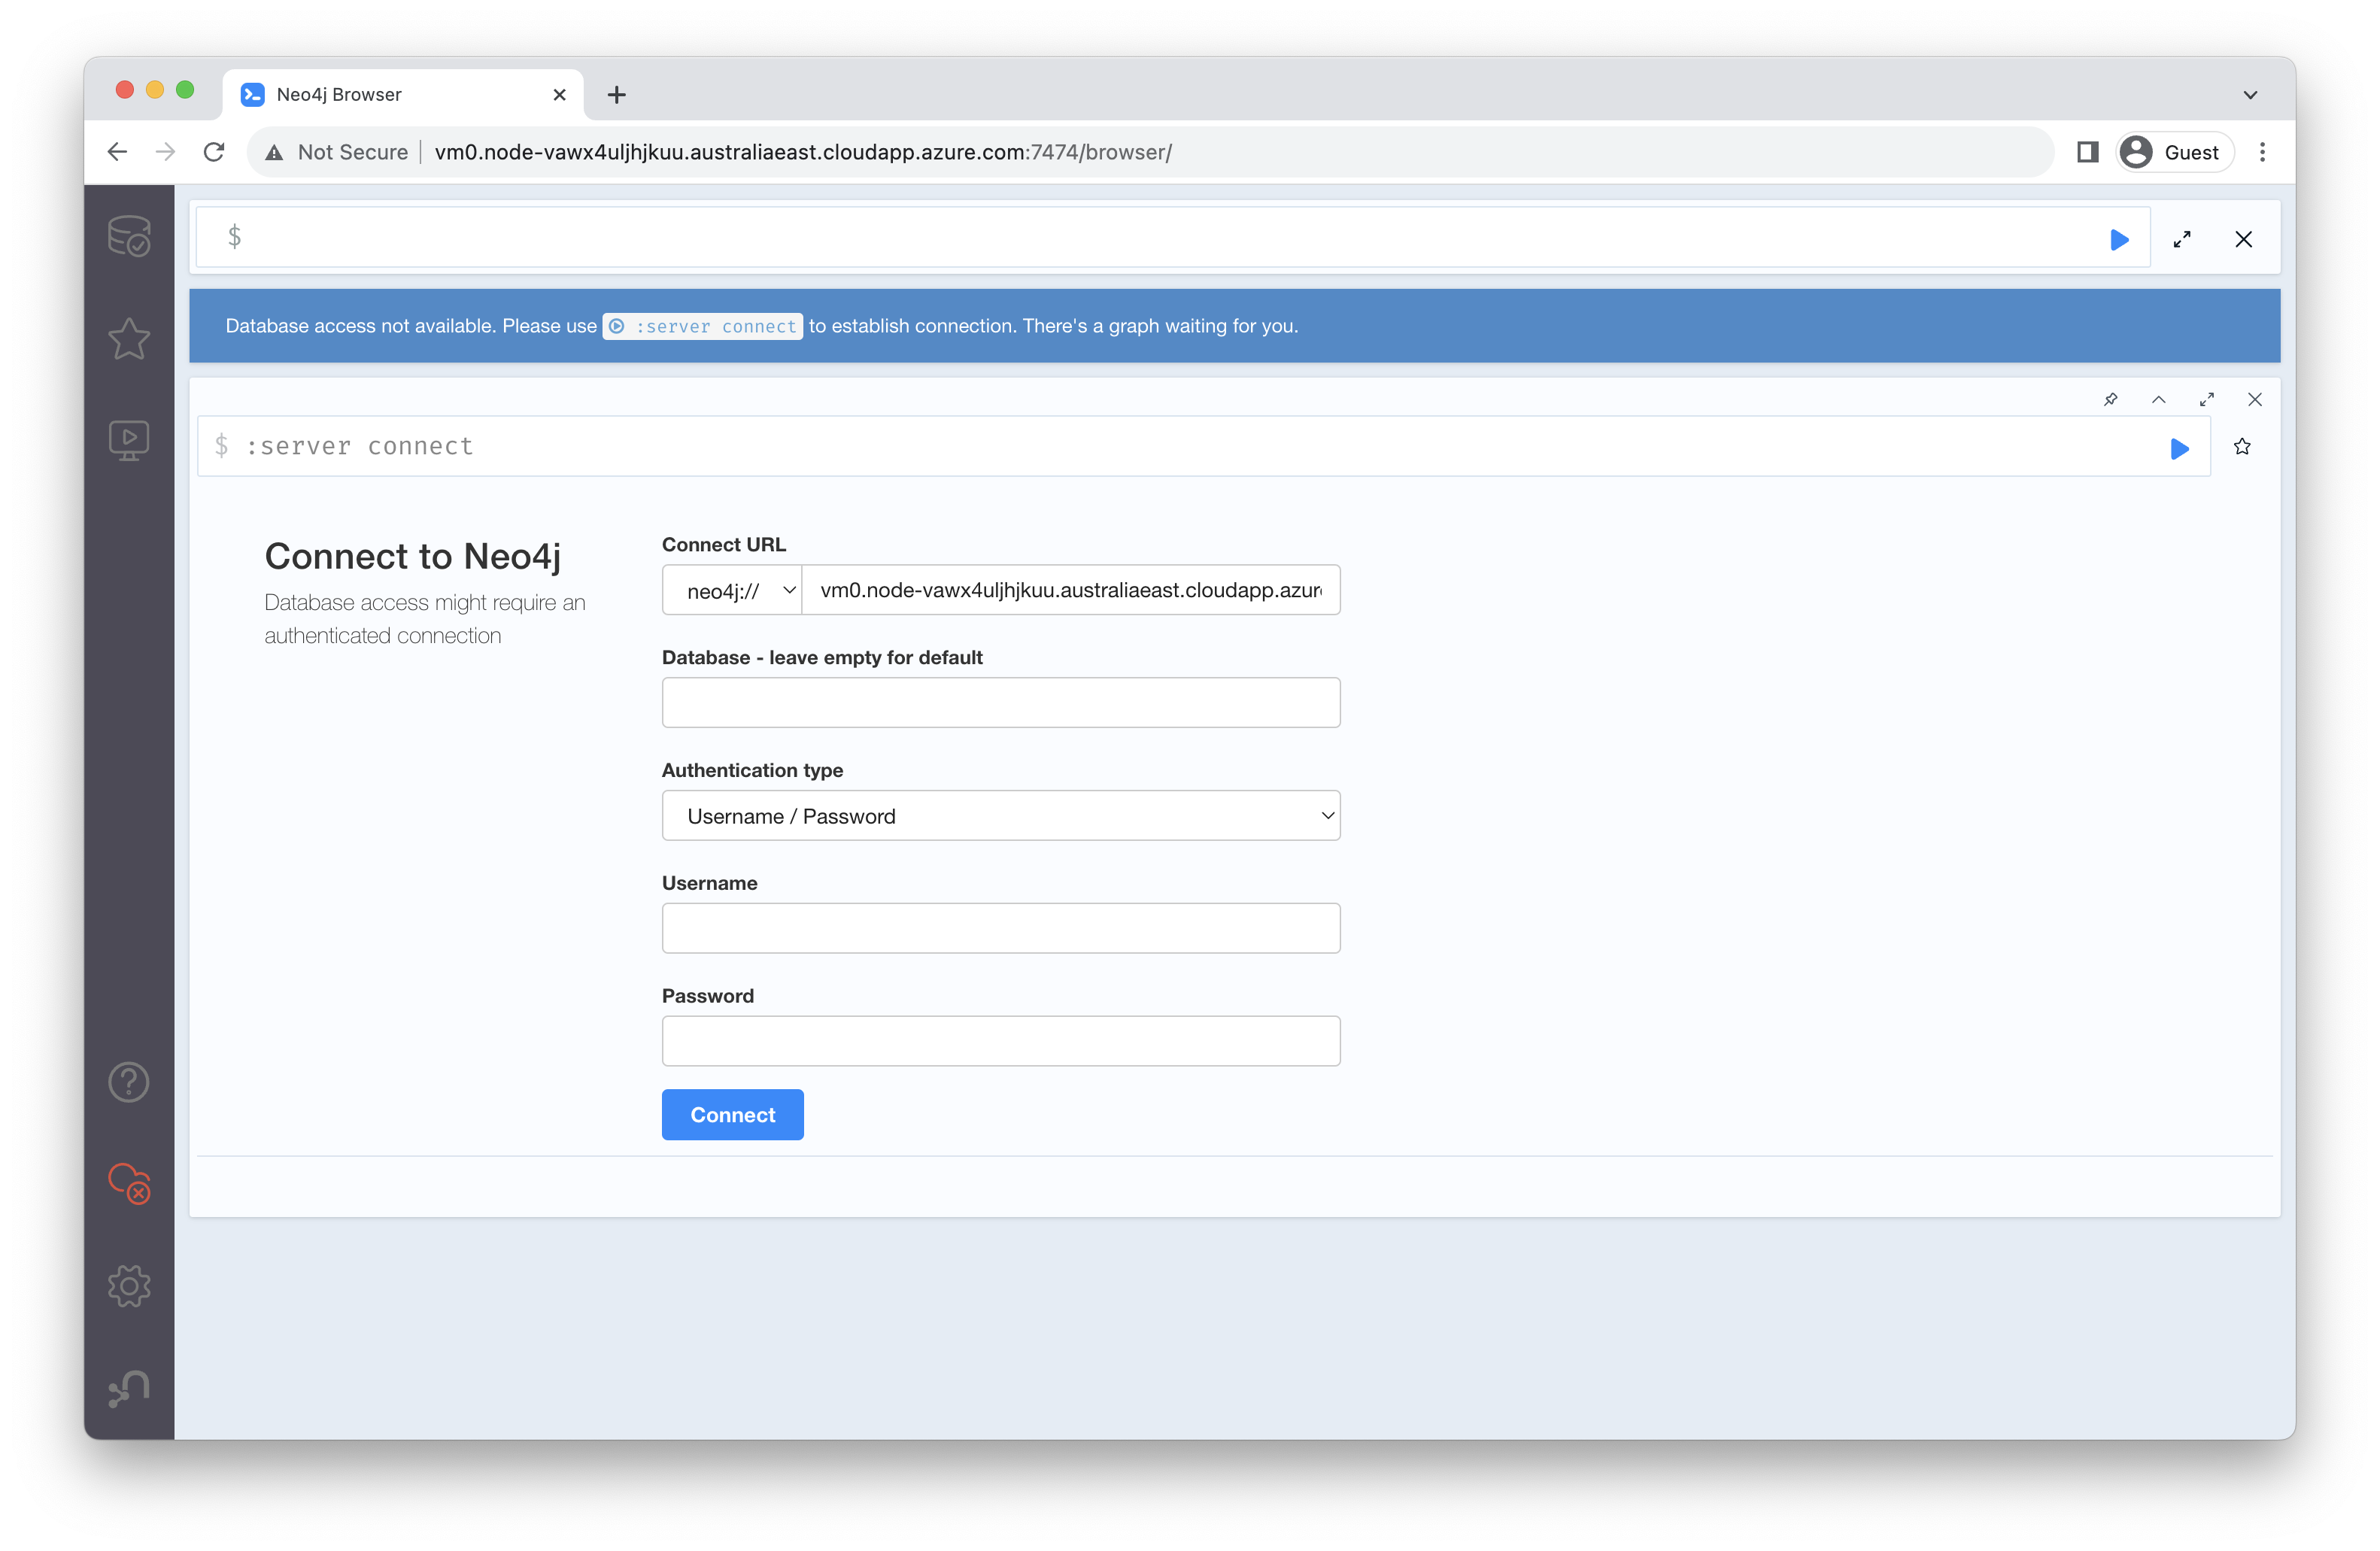 Neo4j Browser
Not Secure vm0.node-vawx4uljhjkuu.australiaeast.cloudapp.azure.com:7474/browser/ Guest
$
Database access not available. Please use :server connect to establish connection. There's a graph waiting for you.
$ :server connect
Connect to Neo4j
Database access might require an
authenticated connection
Connect URL
neo4j:// vm0.node-vawx4uljhjkuu.australiaeast.cloudapp.azur
Database - leave empty for default
Authentication type
Username / Password
Username
Password
Connect